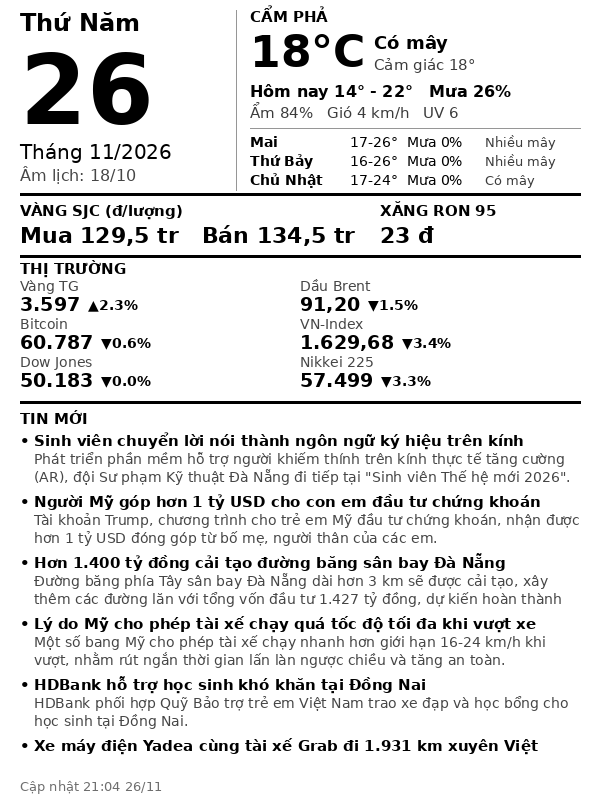 Thứ Năm
26
Tháng 11/2026
Âm lịch: 18/10
CẨM PHẢ
18°C Có mây
Cảm giác 18°
Hôm nay 14° - 22° Mưa 26%
Ẩm 84% Gió 4 km/h UV 6
Mai 17-26° Mưa 0% Nhiều mây
Thứ Bảy 16-26° Mưa 0% Nhiều mây
Chủ Nhật 17-24° Mưa 0% Có mây
VÀNG SJC (đ/lượng)
Mua 129,5 tr Bán 134,5 tr
XĂNG RON 95
23 đ
THỊ TRƯỜNG
Vàng TG
3.597 ▲2.3%
Dầu Brent
91,20 ▼1.5%
Bitcoin
60.787 ▼0.6%
VN-Index
1.629,68 ▼3.4%
Dow Jones
50.183 ▼0.0%
Nikkei 225
57.499 ▼3.3%
TIN MỚI
• Sinh viên chuyển lời nói thành ngôn ngữ ký hiệu trên kính
Phát triển phần mềm hỗ trợ người khiếm thính trên kính thực tế tăng cường
(AR), đội Sư phạm Kỹ thuật Đà Nẵng đi tiếp tại "Sinh viên Thế hệ mới 2026".
• Người Mỹ góp hơn 1 tỷ USD cho con em đầu tư chứng khoán
Tài khoản Trump, chương trình cho trẻ em Mỹ đầu tư chứng khoán, nhận được
hơn 1 tỷ USD đóng góp từ bố mẹ, người thân của các em.
• Hơn 1.400 tỷ đồng cải tạo đường băng sân bay Đà Nẵng
Đường băng phía Tây sân bay Đà Nẵng dài hơn 3 km sẽ được cải tạo, xây
thêm các đường lăn với tổng vốn đầu tư 1.427 tỷ đồng, dự kiến hoàn thành
• Lý do Mỹ cho phép tài xế chạy quá tốc độ tối đa khi vượt xe
Một số bang Mỹ cho phép tài xế chạy nhanh hơn giới hạn 16-24 km/h khi
vượt, nhằm rút ngắn thời gian lấn làn ngược chiều và tăng an toàn.
• HDBank hỗ trợ học sinh khó khăn tại Đồng Nai
HDBank phối hợp Quỹ Bảo trợ trẻ em Việt Nam trao xe đạp và học bổng cho
học sinh tại Đồng Nai.
• Xe máy điện Yadea cùng tài xế Grab đi 1.931 km xuyên Việt
Cập nhật 21:04 26/11